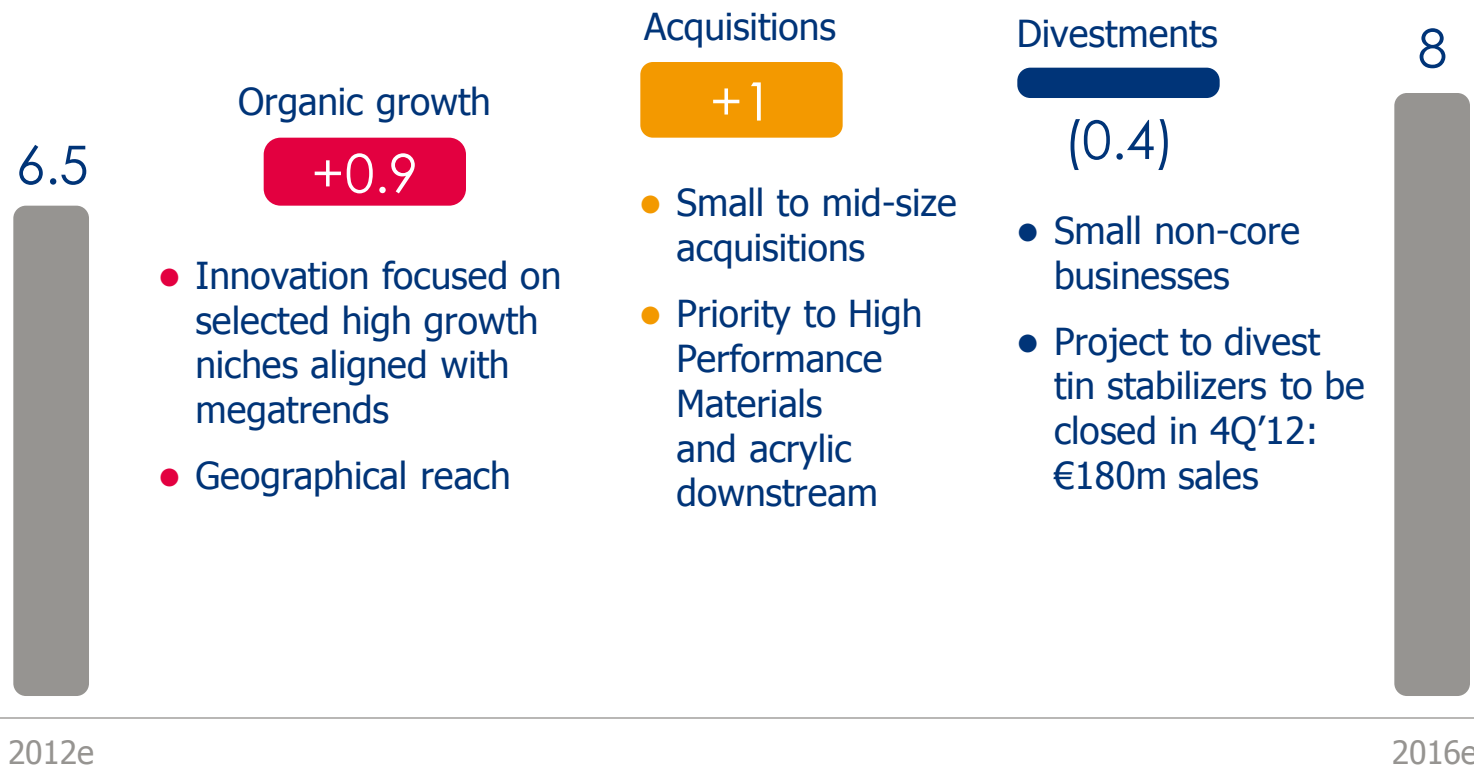 6.5
Organic growth
+0.9
● Innovation focused on
selected high growth
niches aligned with
megatrends
● Geographical reach
Acquisitions
+1
● Small to mid-size
acquisitions
● Priority to High
Performance
Materials
and acrylic
downstream
Divestments
(0.4)
● Small non-core
businesses
● Project to divest
tin stabilizers to be
closed in 4Q’12:
€180m sales
8
2012e
2016e